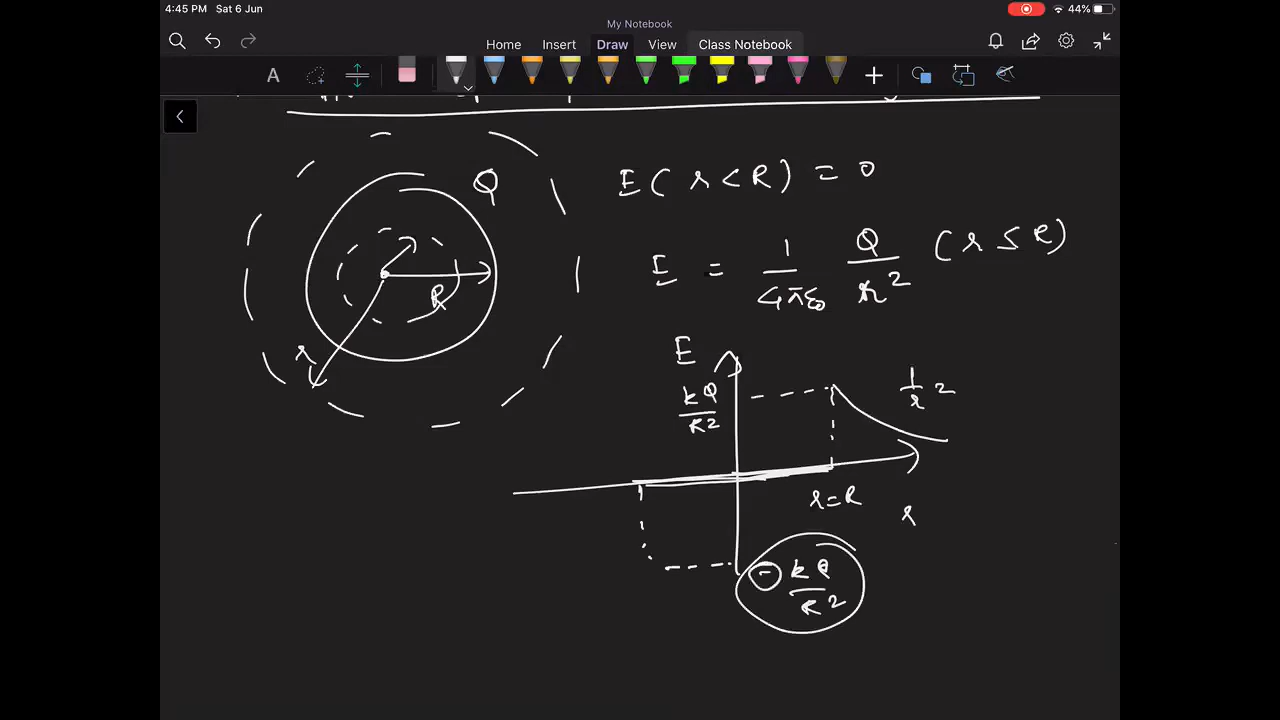 4:45 PM Sat 6 Jun
44%
My Notebook
Home Insert Draw View Class Notebook
A
Q
E(r<R) = 0
E = 1/4πε0 Q/r² (r ≤ R)
R
r
E
kQ/R²
1/r²
r=R
r
- kQ/R²